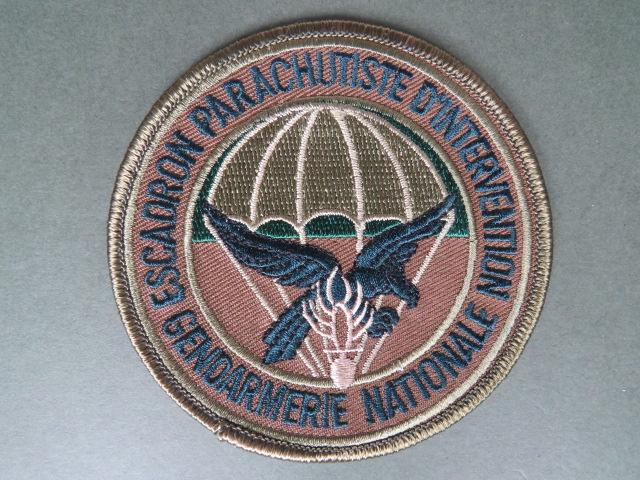 ESCADRON PARACHUTISTE D'INTERVENTION
GENDARMERIE NATIONALE